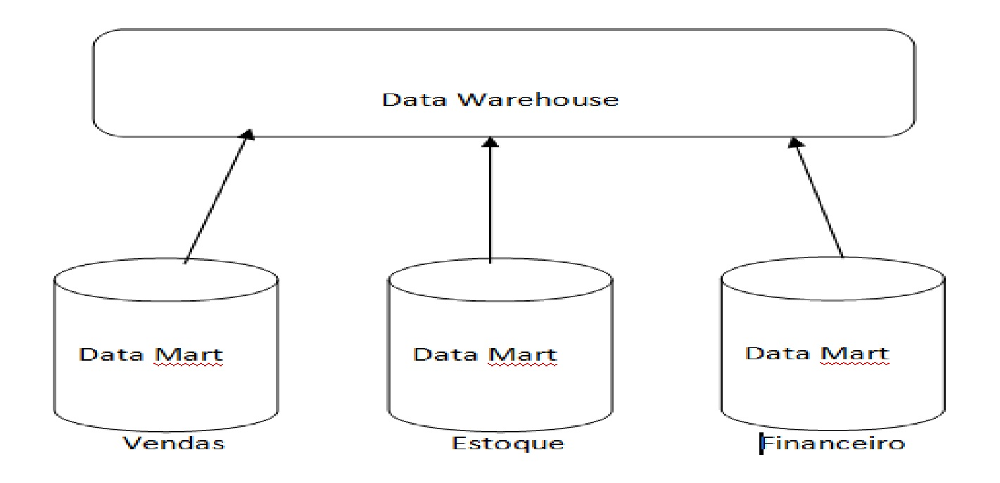 Data Warehouse
Data Mart
Data Mart
Data Mart
Vendas
Estoque
Financeiro